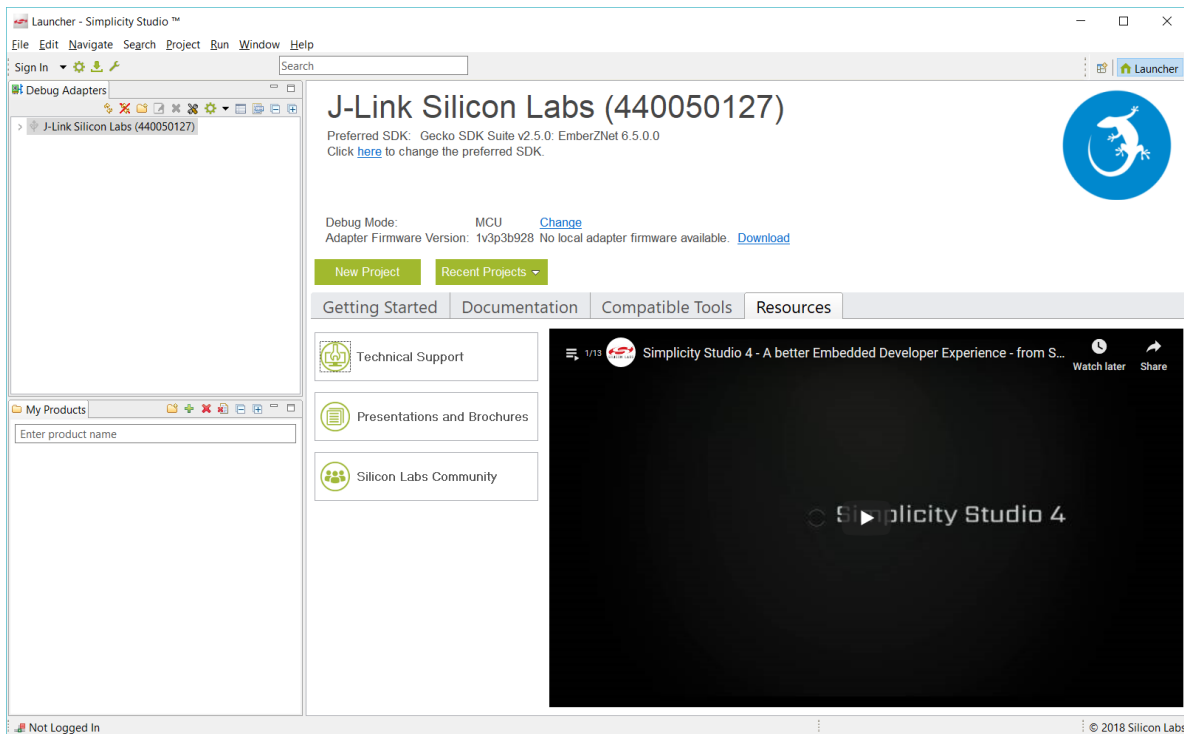 Launcher - Simplicity Studio ™
File Edit Navigate Search Project Run Window Help
Sign In
Search
Launcher
Debug Adapters
J-Link Silicon Labs (440050127)
J-Link Silicon Labs (440050127)
Preferred SDK: Gecko SDK Suite v2.5.0: EmberZNet 6.5.0.0
Click here to change the preferred SDK.
Debug Mode: MCU Change
Adapter Firmware Version: 1v3p3b928 No local adapter firmware available. Download
New Project
Recent Projects
Getting Started
Documentation
Compatible Tools
Resources
Technical Support
Presentations and Brochures
Silicon Labs Community
1/13
Simplicity Studio 4 - A better Embedded Developer Experience - from S...
Watch later
Share
Simplicity Studio 4
My Products
Enter product name
Not Logged In
© 2018 Silicon Labs